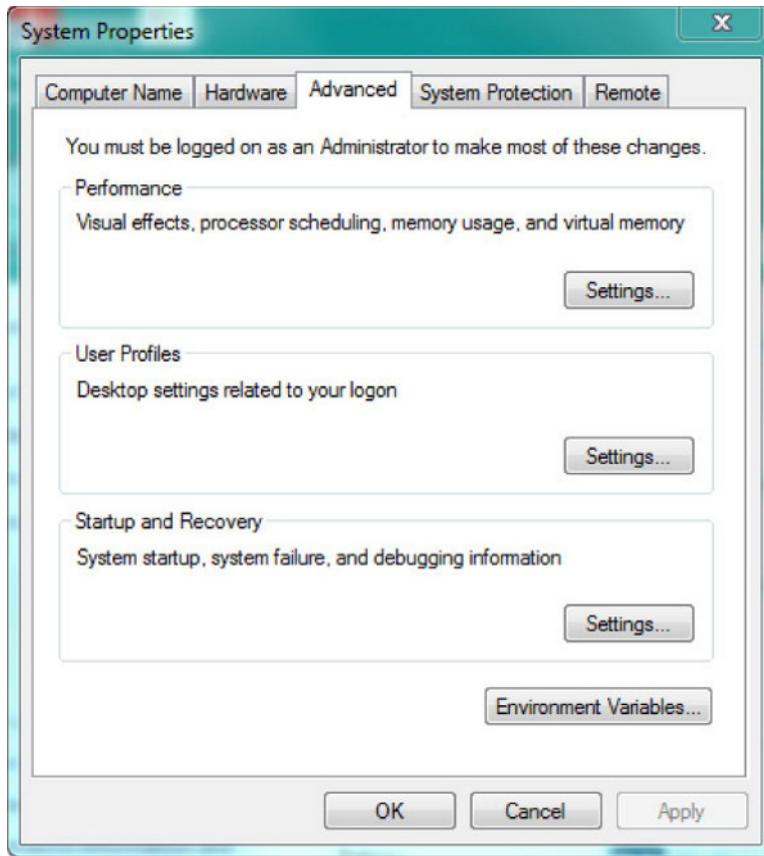 System Properties
Computer Name Hardware Advanced System Protection Remote
You must be logged on as an Administrator to make most of these changes.
Performance
Visual effects, processor scheduling, memory usage, and virtual memory
Settings...
User Profiles
Desktop settings related to your logon
Settings...
Startup and Recovery
System startup, system failure, and debugging information
Settings...
Environment Variables...
OK Cancel Apply